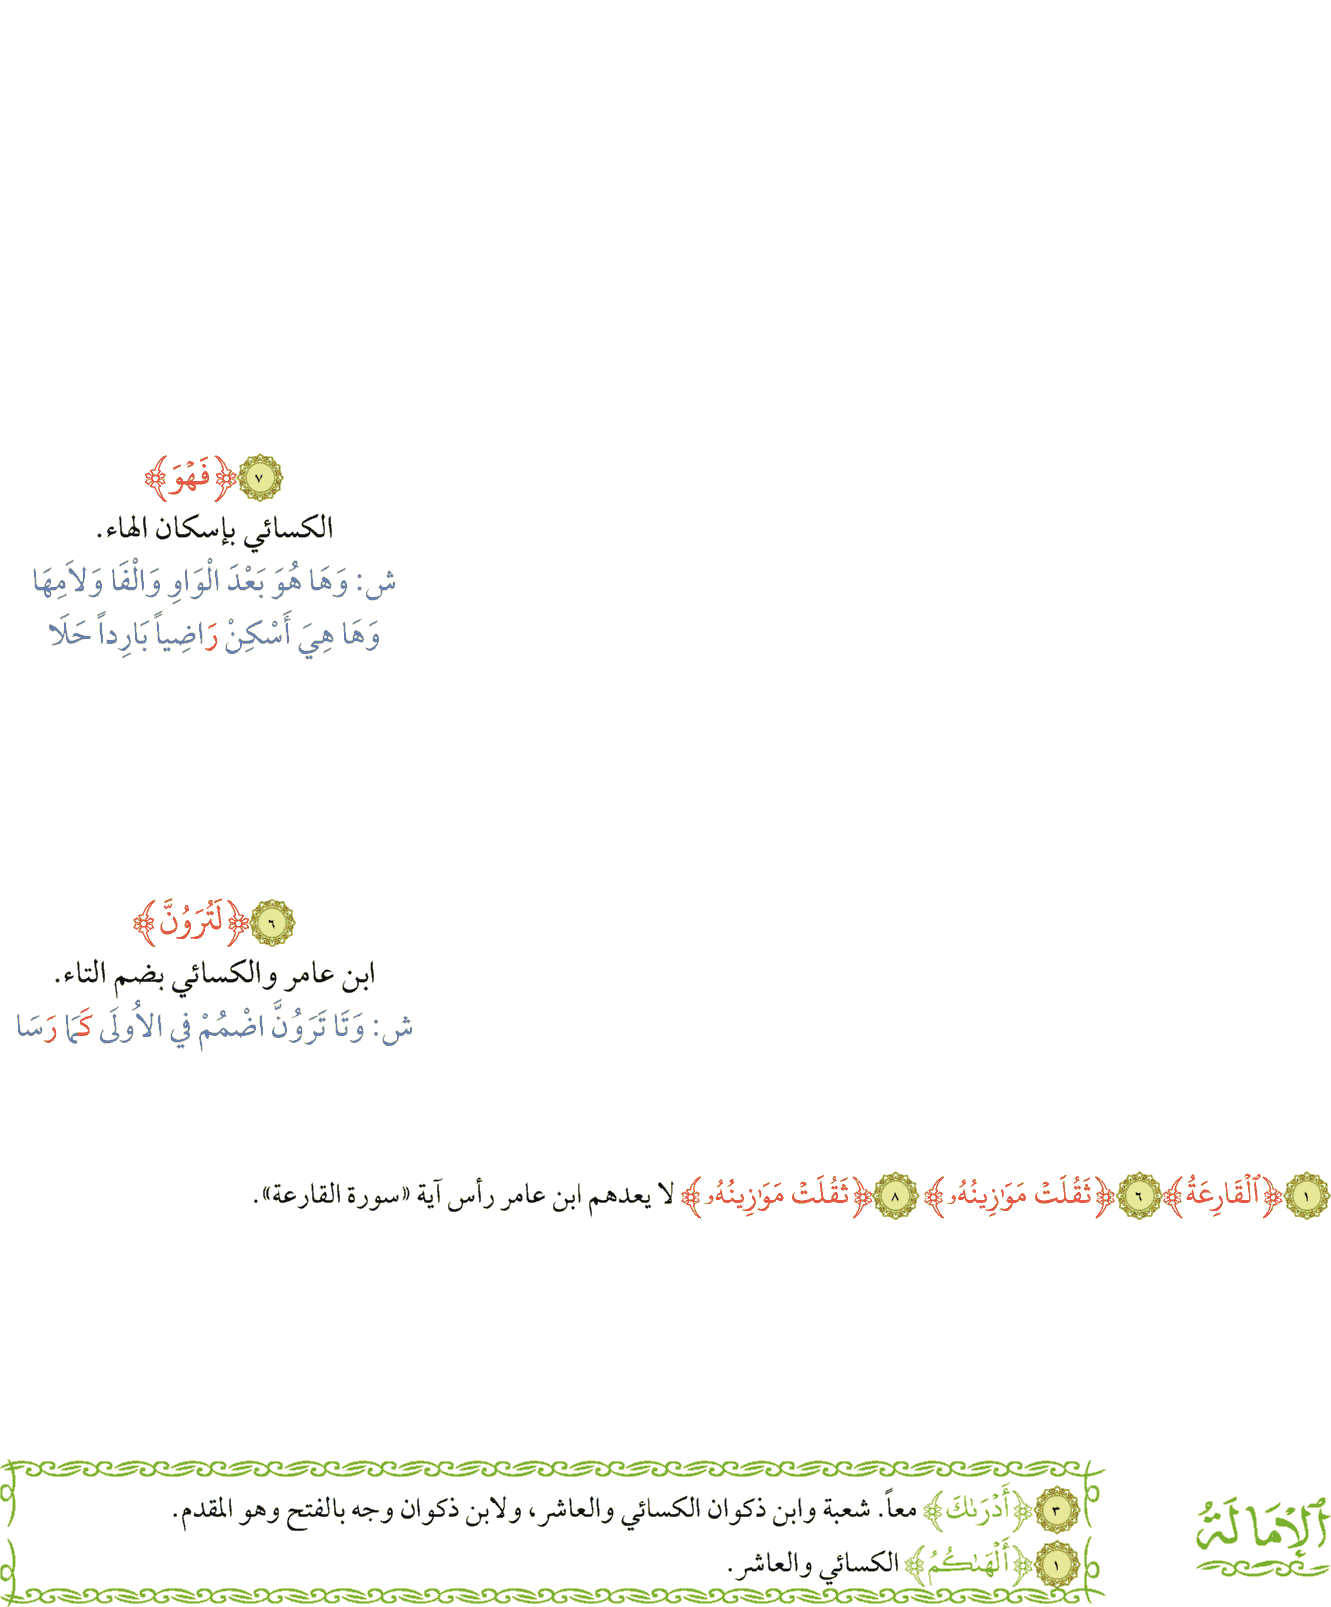 ٧ ﴿فَهْوَ﴾
الكسائي بإسكان الهاء.
ش: وَهَا هُوَ بَعْدَ الْوَاوِ وَالْفَا وَلاَمِهَا
وَهَا هِيَ أَسْكِنْ رَاضِياً بَارِداً حَلَا
٦ ﴿لَتُرَوُنَّ﴾
ابن عامر والكسائي بضم التاء.
ش: وَتَا تَرَوُنَّ اضْمُمْ فِي الأُولَى كَمَا رَسَا
١ ﴿ٱلْقَارِعَةُ﴾ ٦ ﴿ثَقُلَتْ مَوَٰزِينُهُۥ﴾ ٨ ﴿ثَقُلَتْ مَوَٰزِينُهُۥ﴾ لا يعدهم ابن عامر رأس آية «سورة القارعة».
ٱلْإِمَالَةُ
٣ ﴿أَدْرَىٰكَ﴾ معاً. شعبة وابن ذكوان الكسائي والعاشر، ولابن ذكوان وجه بالفتح وهو المقدم.
١ ﴿أَلْهَىٰكُمُ﴾ الكسائي والعاشر.